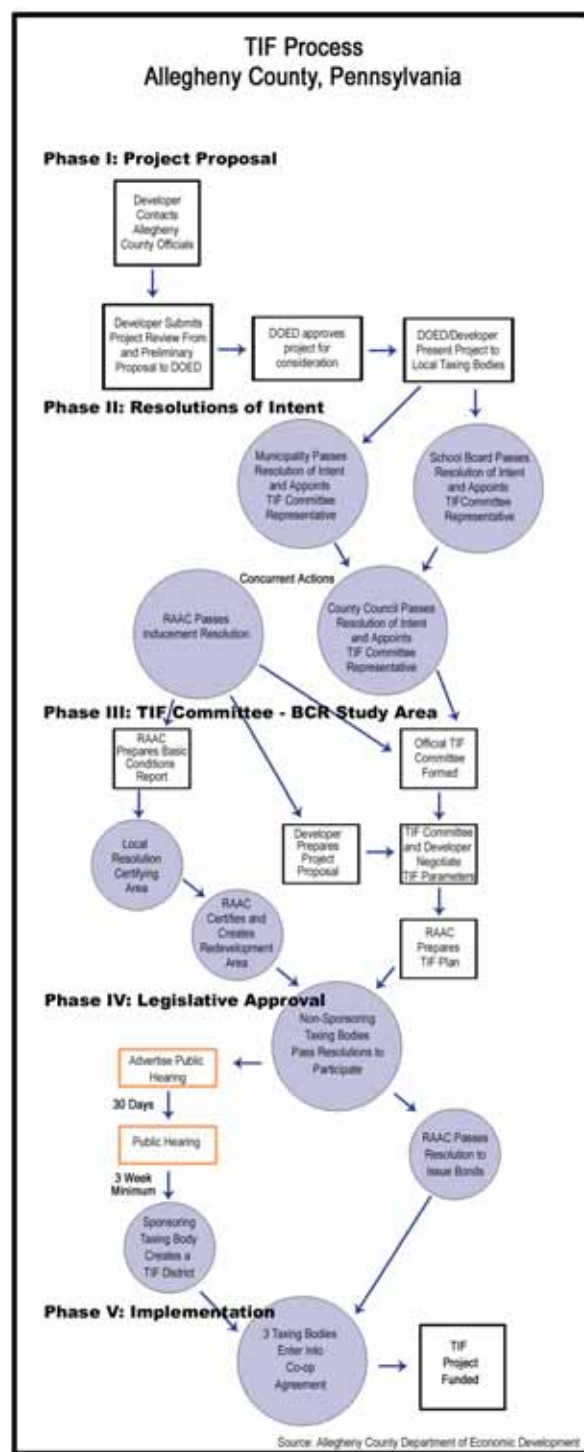 TIF Process
Allegheny County, Pennsylvania
Phase I: Project Proposal
Developer
Contacts
Allegheny
County Officials
Developer Submits
Project Review From
and Preliminary
Proposal to DOED
DOED approves
project for
consideration
DOED/Developer
Present Project to
Local Taxing Bodies
Phase II: Resolutions of Intent
Municipality Passes
Resolution of Intent
and Appoints
TIF Committee
Representative
School Board Passes
Resolution of Intent
and Appoints
TIFCommittee
Representative
Concurrent Actions
RAAC Passes
Inducement Resolution
County Council Passes
Resolution of Intent
and Appoints
TIF Committee
Representative
Phase III: TIF Committee - BCR Study Area
RAAC
Prepares Basic
Conditions
Report
Official TIF
Committee
Formed
Local
Resolution
Certifying
Area
Developer
Prepares
Project
Proposal
TIF Committee
and Developer
Negotiate
TIF Parameters
RAAC
Certifies and
Creates
Redevelopment
Area
RAAC
Prepares
TIF Plan
Phase IV: Legislative Approval
Non-Sponsoring
Taxing Bodies
Pass Resolutions to
Participate
Advertise Public
Hearing
30 Days
Public Hearing
3 Week
Minimum
RAAC Passes
Resolution to
Issue Bonds
Sponsoring
Taxing Body
Creates a
TIF District
Phase V: Implementation
3 Taxing Bodies
Enter Into
Co-op
Agreement
TIF
Project
Funded
Source: Allegheny County Department of Economic Development